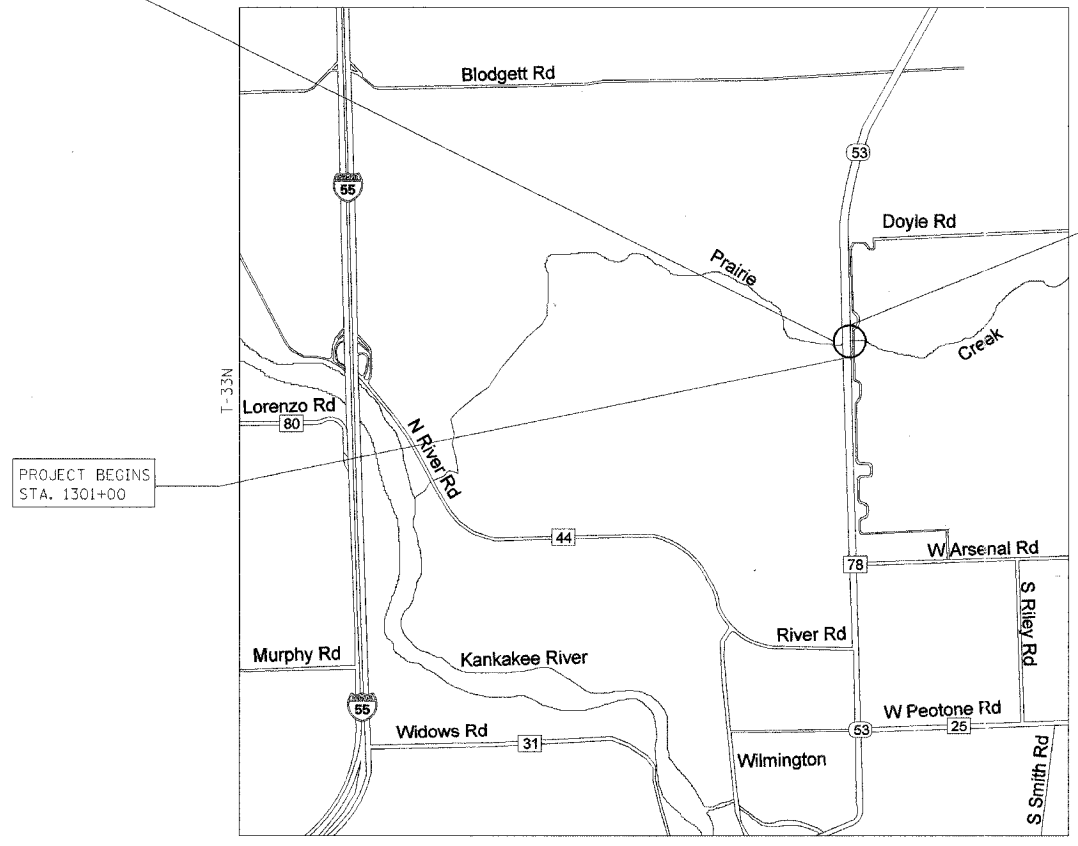 Blodgett Rd
53
55
Doyle Rd
Prairie
Creak
T-33N
Lorenzo Rd
80
N River Rd
PROJECT BEGINS
STA. 1301+00
44
W Arsenal Rd
78
S Riley Rd
River Rd
Murphy Rd
Kankakee River
55
W Peotone Rd
25
Widows Rd
31
53
Wilmington
S Smith Rd